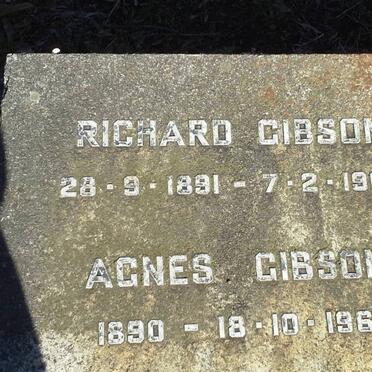 RICHARD GIBSON
28·9·1891 – 7·2·19
AGNES GIBSON
1890 – 18·10·196